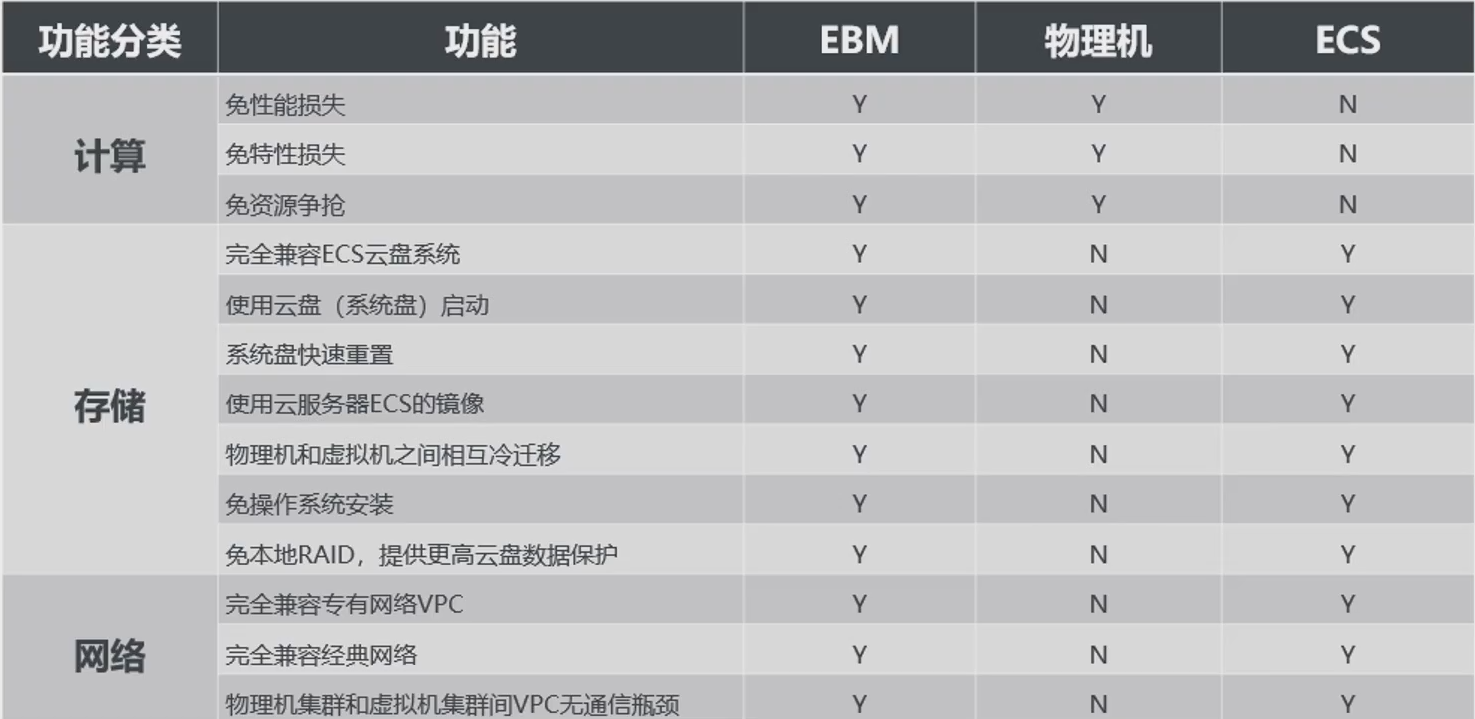 功能分类 功能 EBM 物理机 ECS
计算
免性能损失 Y Y N
免特性损失 Y Y N
免资源争抢 Y Y N
存储
完全兼容ECS云盘系统 Y N Y
使用云盘（系统盘）启动 Y N Y
系统盘快速重置 Y N Y
使用云服务器ECS的镜像 Y N Y
物理机和虚拟机之间相互冷迁移 Y N Y
免操作系统安装 Y N Y
免本地RAID，提供更高云盘数据保护 Y N Y
网络
完全兼容专有网络VPC Y N Y
完全兼容经典网络 Y N Y
物理机集群和虚拟机集群间VPC无通信瓶颈 Y N Y